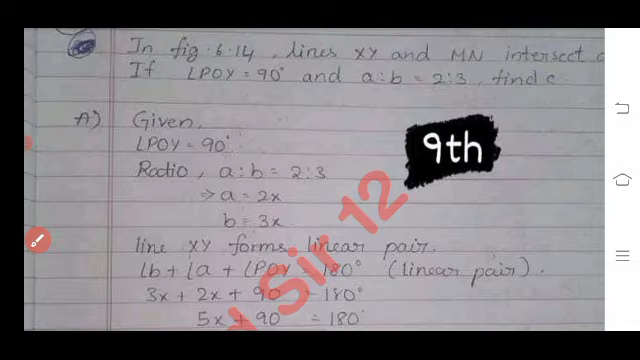 In fig. 6.14, lines XY and MN intersect
If ∠POY = 90° and a:b = 2:3, find c
A) Given,
∠POY = 90°
9th
Ratio, a:b = 2:3
⇒ a = 2x
b = 3x
line XY forms linear pair.
∠b + ∠a + ∠POY = 180° (linear pair).
3x + 2x + 90 = 180°
5x + 90 = 180°
Sir 12